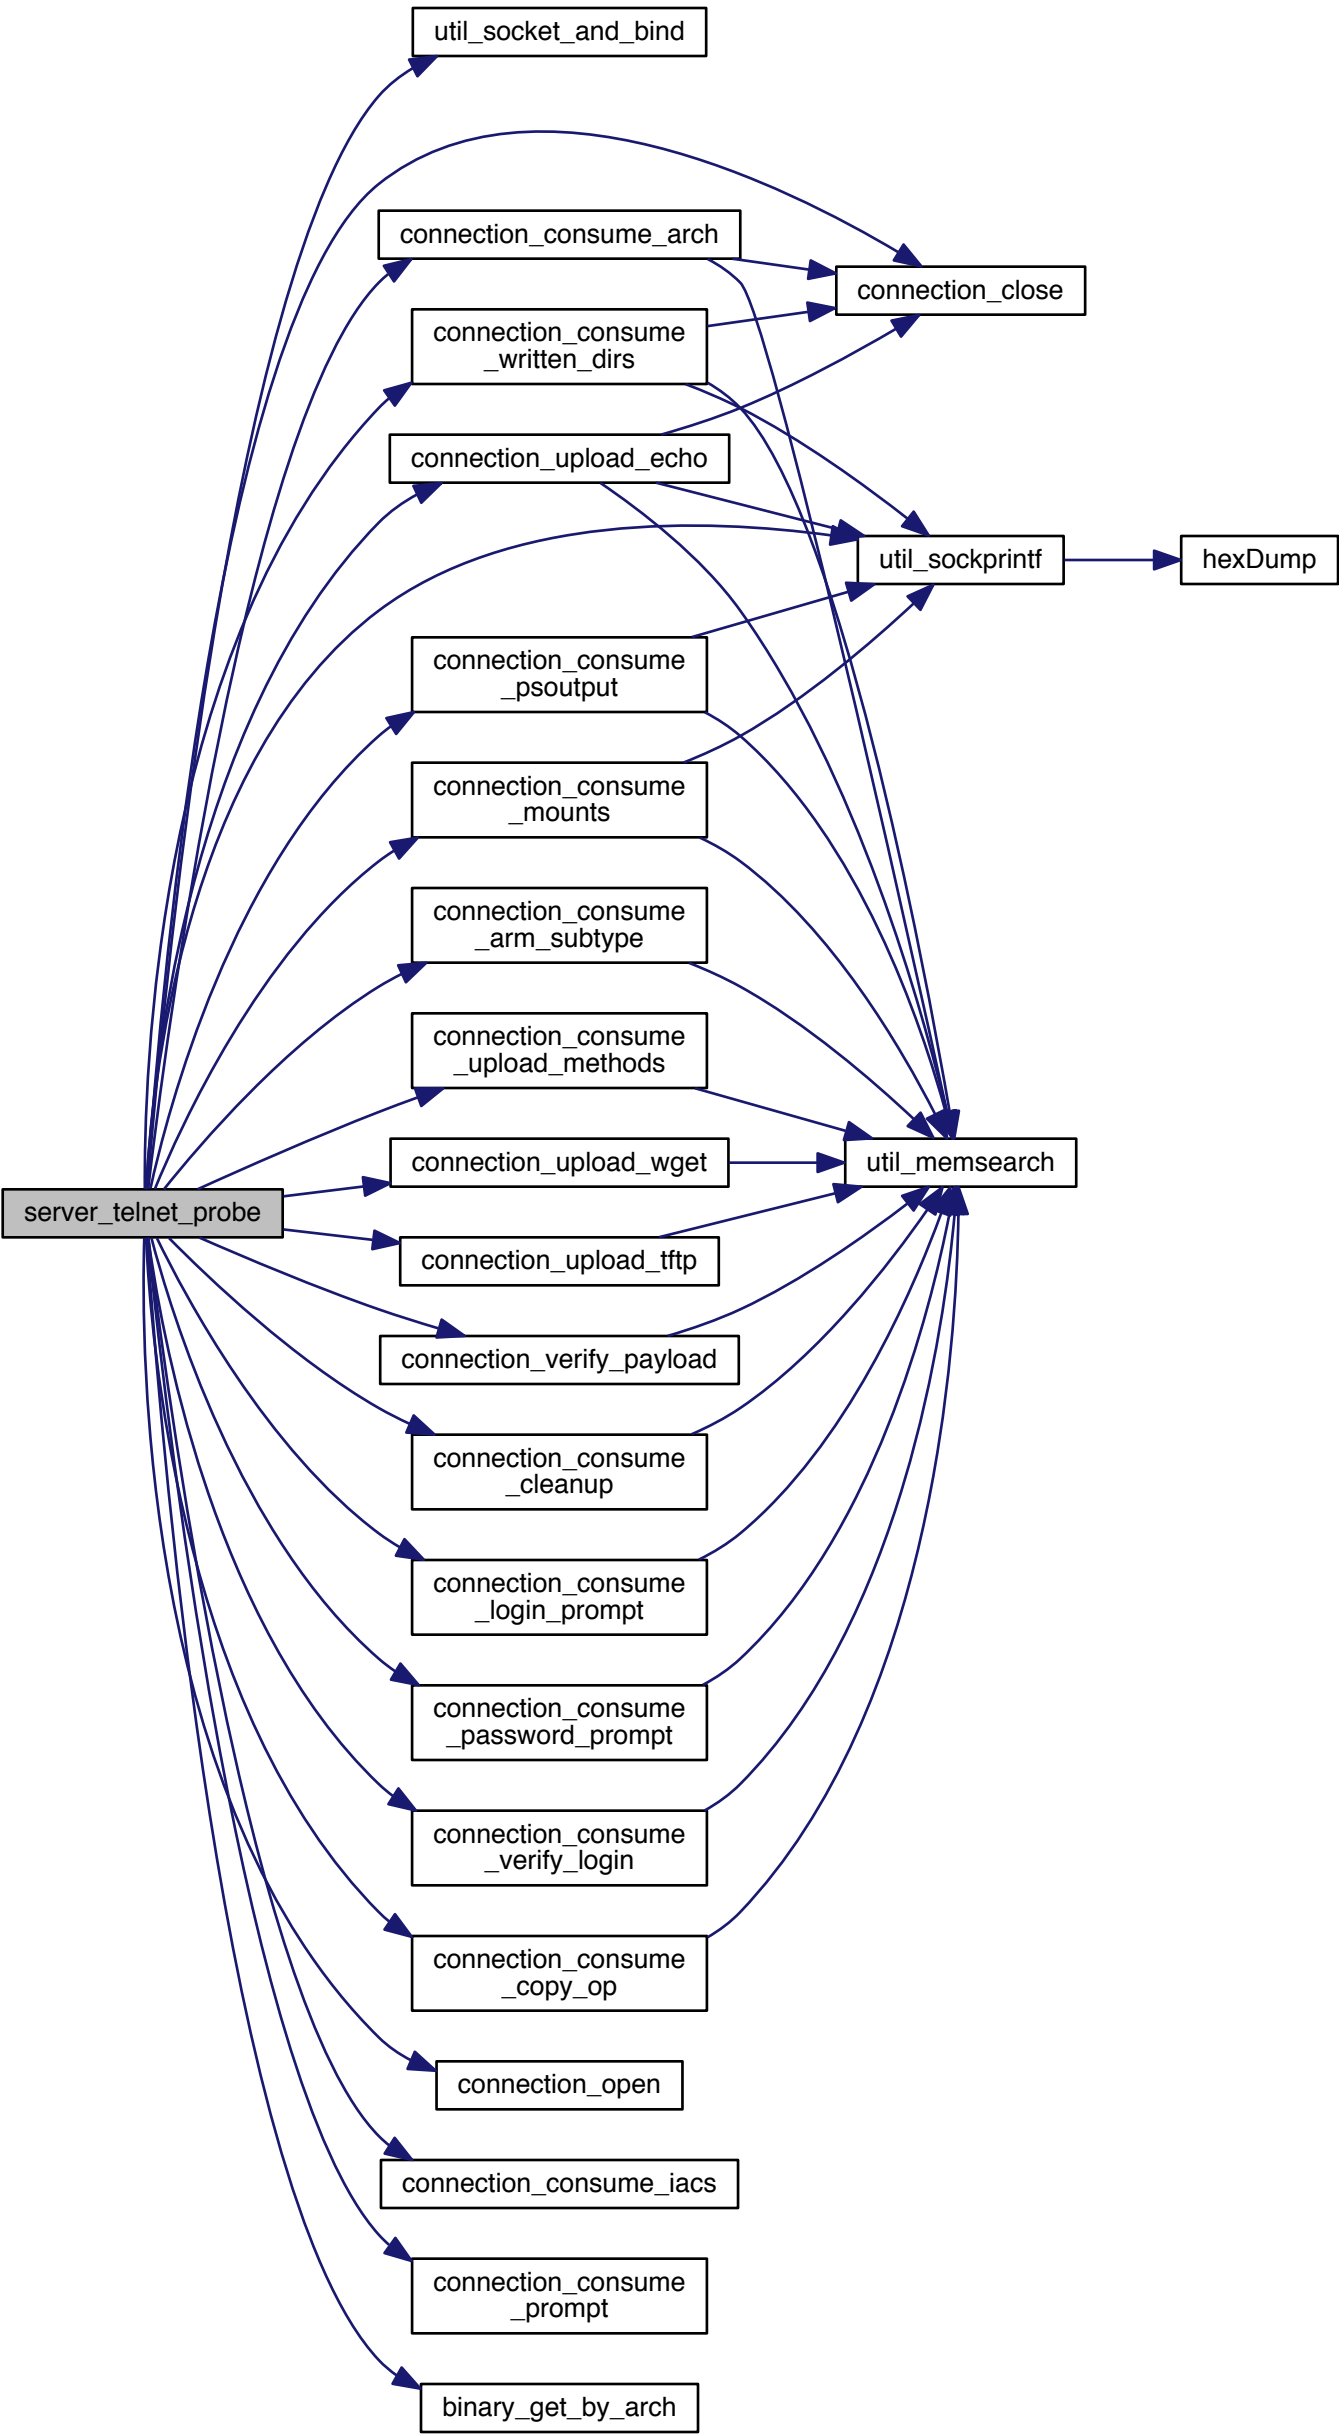 util_socket_and_bind
connection_consume_arch
connection_close
connection_consume
_written_dirs
connection_upload_echo
util_sockprintf
hexDump
connection_consume
_psoutput
connection_consume
_mounts
connection_consume
_arm_subtype
connection_consume
_upload_methods
connection_upload_wget
util_memsearch
server_telnet_probe
connection_upload_tftp
connection_verify_payload
connection_consume
_cleanup
connection_consume
_login_prompt
connection_consume
_password_prompt
connection_consume
_verify_login
connection_consume
_copy_op
connection_open
connection_consume_iacs
connection_consume
_prompt
binary_get_by_arch